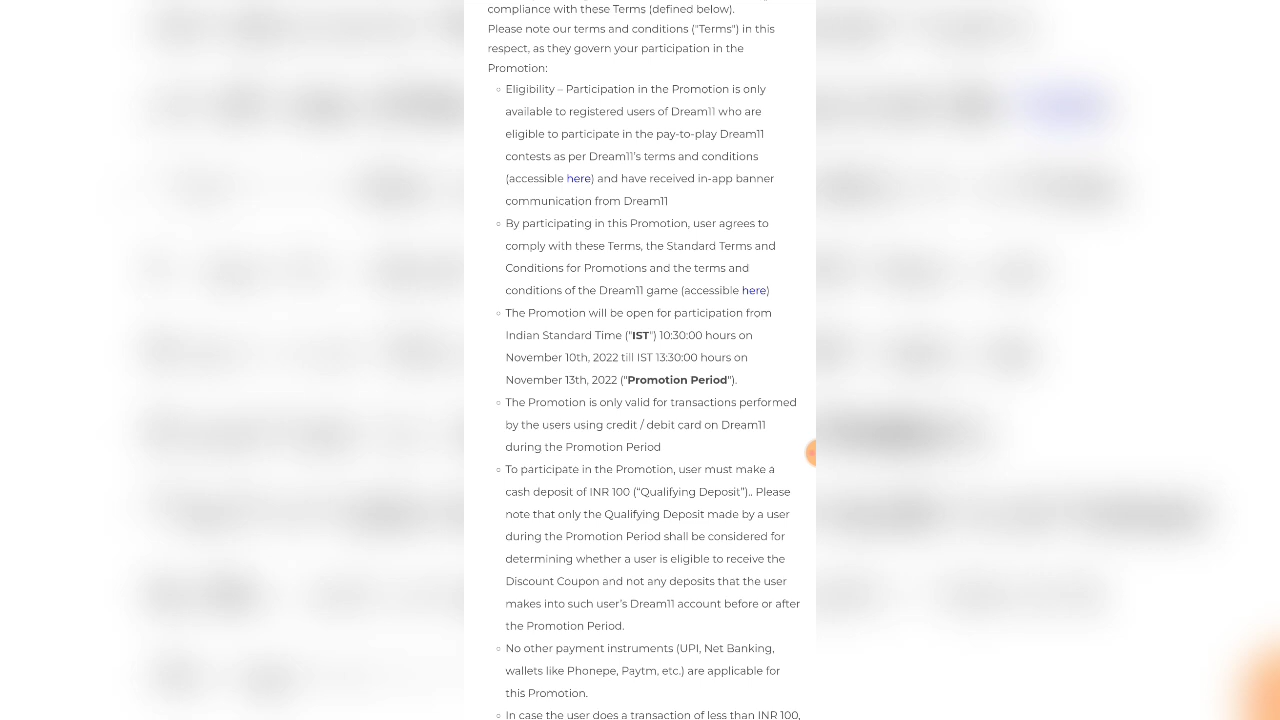 compliance with these Terms (defined below).
Please note our terms and conditions ("Terms") in this
respect, as they govern your participation in the
Promotion:
◦ Eligibility – Participation in the Promotion is only
available to registered users of Dream11 who are
eligible to participate in the pay-to-play Dream11
contests as per Dream11's terms and conditions
(accessible here) and have received in-app banner
communication from Dream11
◦ By participating in this Promotion, user agrees to
comply with these Terms, the Standard Terms and
Conditions for Promotions and the terms and
conditions of the Dream11 game (accessible here)
◦ The Promotion will be open for participation from
Indian Standard Time ("IST") 10:30:00 hours on
November 10th, 2022 till IST 13:30:00 hours on
November 13th, 2022 ("Promotion Period").
◦ The Promotion is only valid for transactions performed
by the users using credit / debit card on Dream11
during the Promotion Period
◦ To participate in the Promotion, user must make a
cash deposit of INR 100 (“Qualifying Deposit”).. Please
note that only the Qualifying Deposit made by a user
during the Promotion Period shall be considered for
determining whether a user is eligible to receive the
Discount Coupon and not any deposits that the user
makes into such user’s Dream11 account before or after
the Promotion Period.
◦ No other payment instruments (UPI, Net Banking,
wallets like Phonepe, Paytm, etc.) are applicable for
this Promotion.
◦ In case the user does a transaction of less than INR 100,